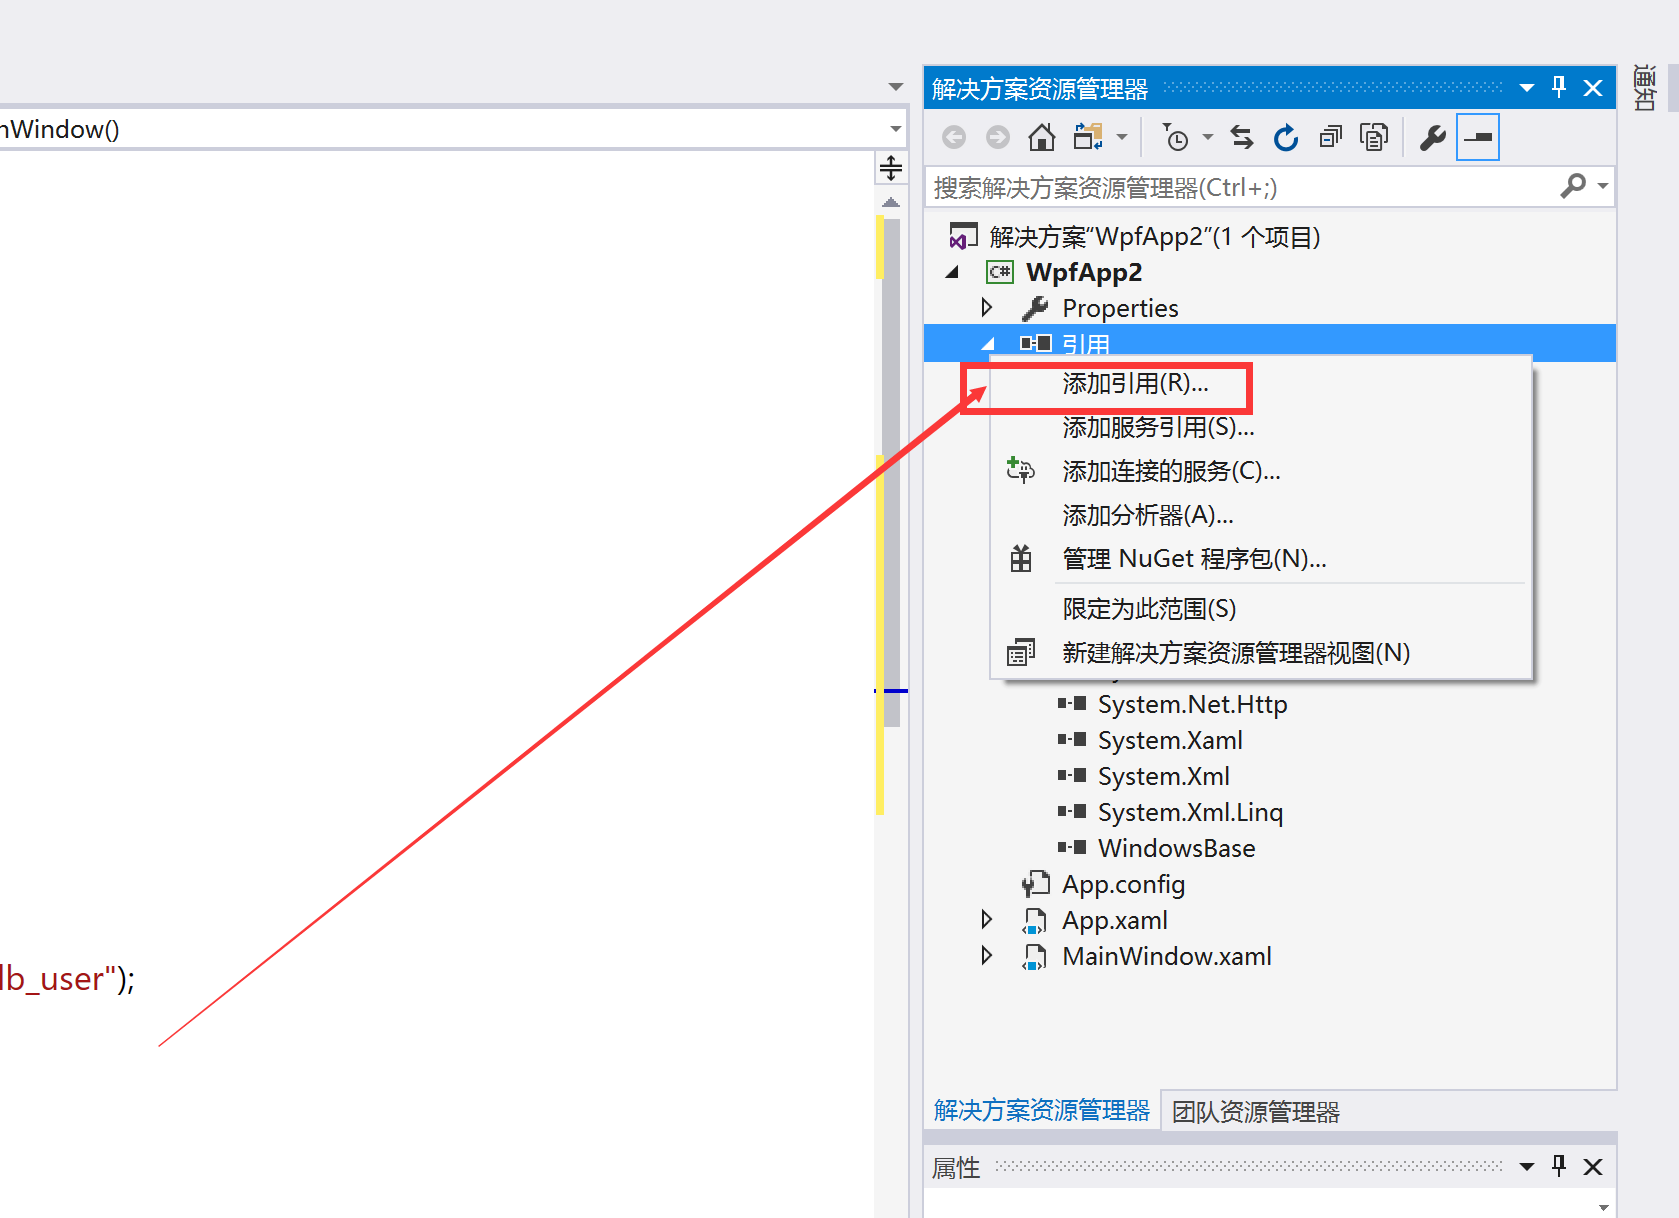 解决方案资源管理器
通知
nWindow()
搜索解决方案资源管理器(Ctrl+;)
解决方案“WpfApp2”(1 个项目)
C# WpfApp2
Properties
引用
添加引用(R)...
添加服务引用(S)...
添加连接的服务(C)...
添加分析器(A)...
管理 NuGet 程序包(N)...
限定为此范围(S)
新建解决方案资源管理器视图(N)
System.Net.Http
System.Xaml
System.Xml
System.Xml.Linq
WindowsBase
App.config
App.xaml
MainWindow.xaml
lb_user");
解决方案资源管理器
团队资源管理器
属性